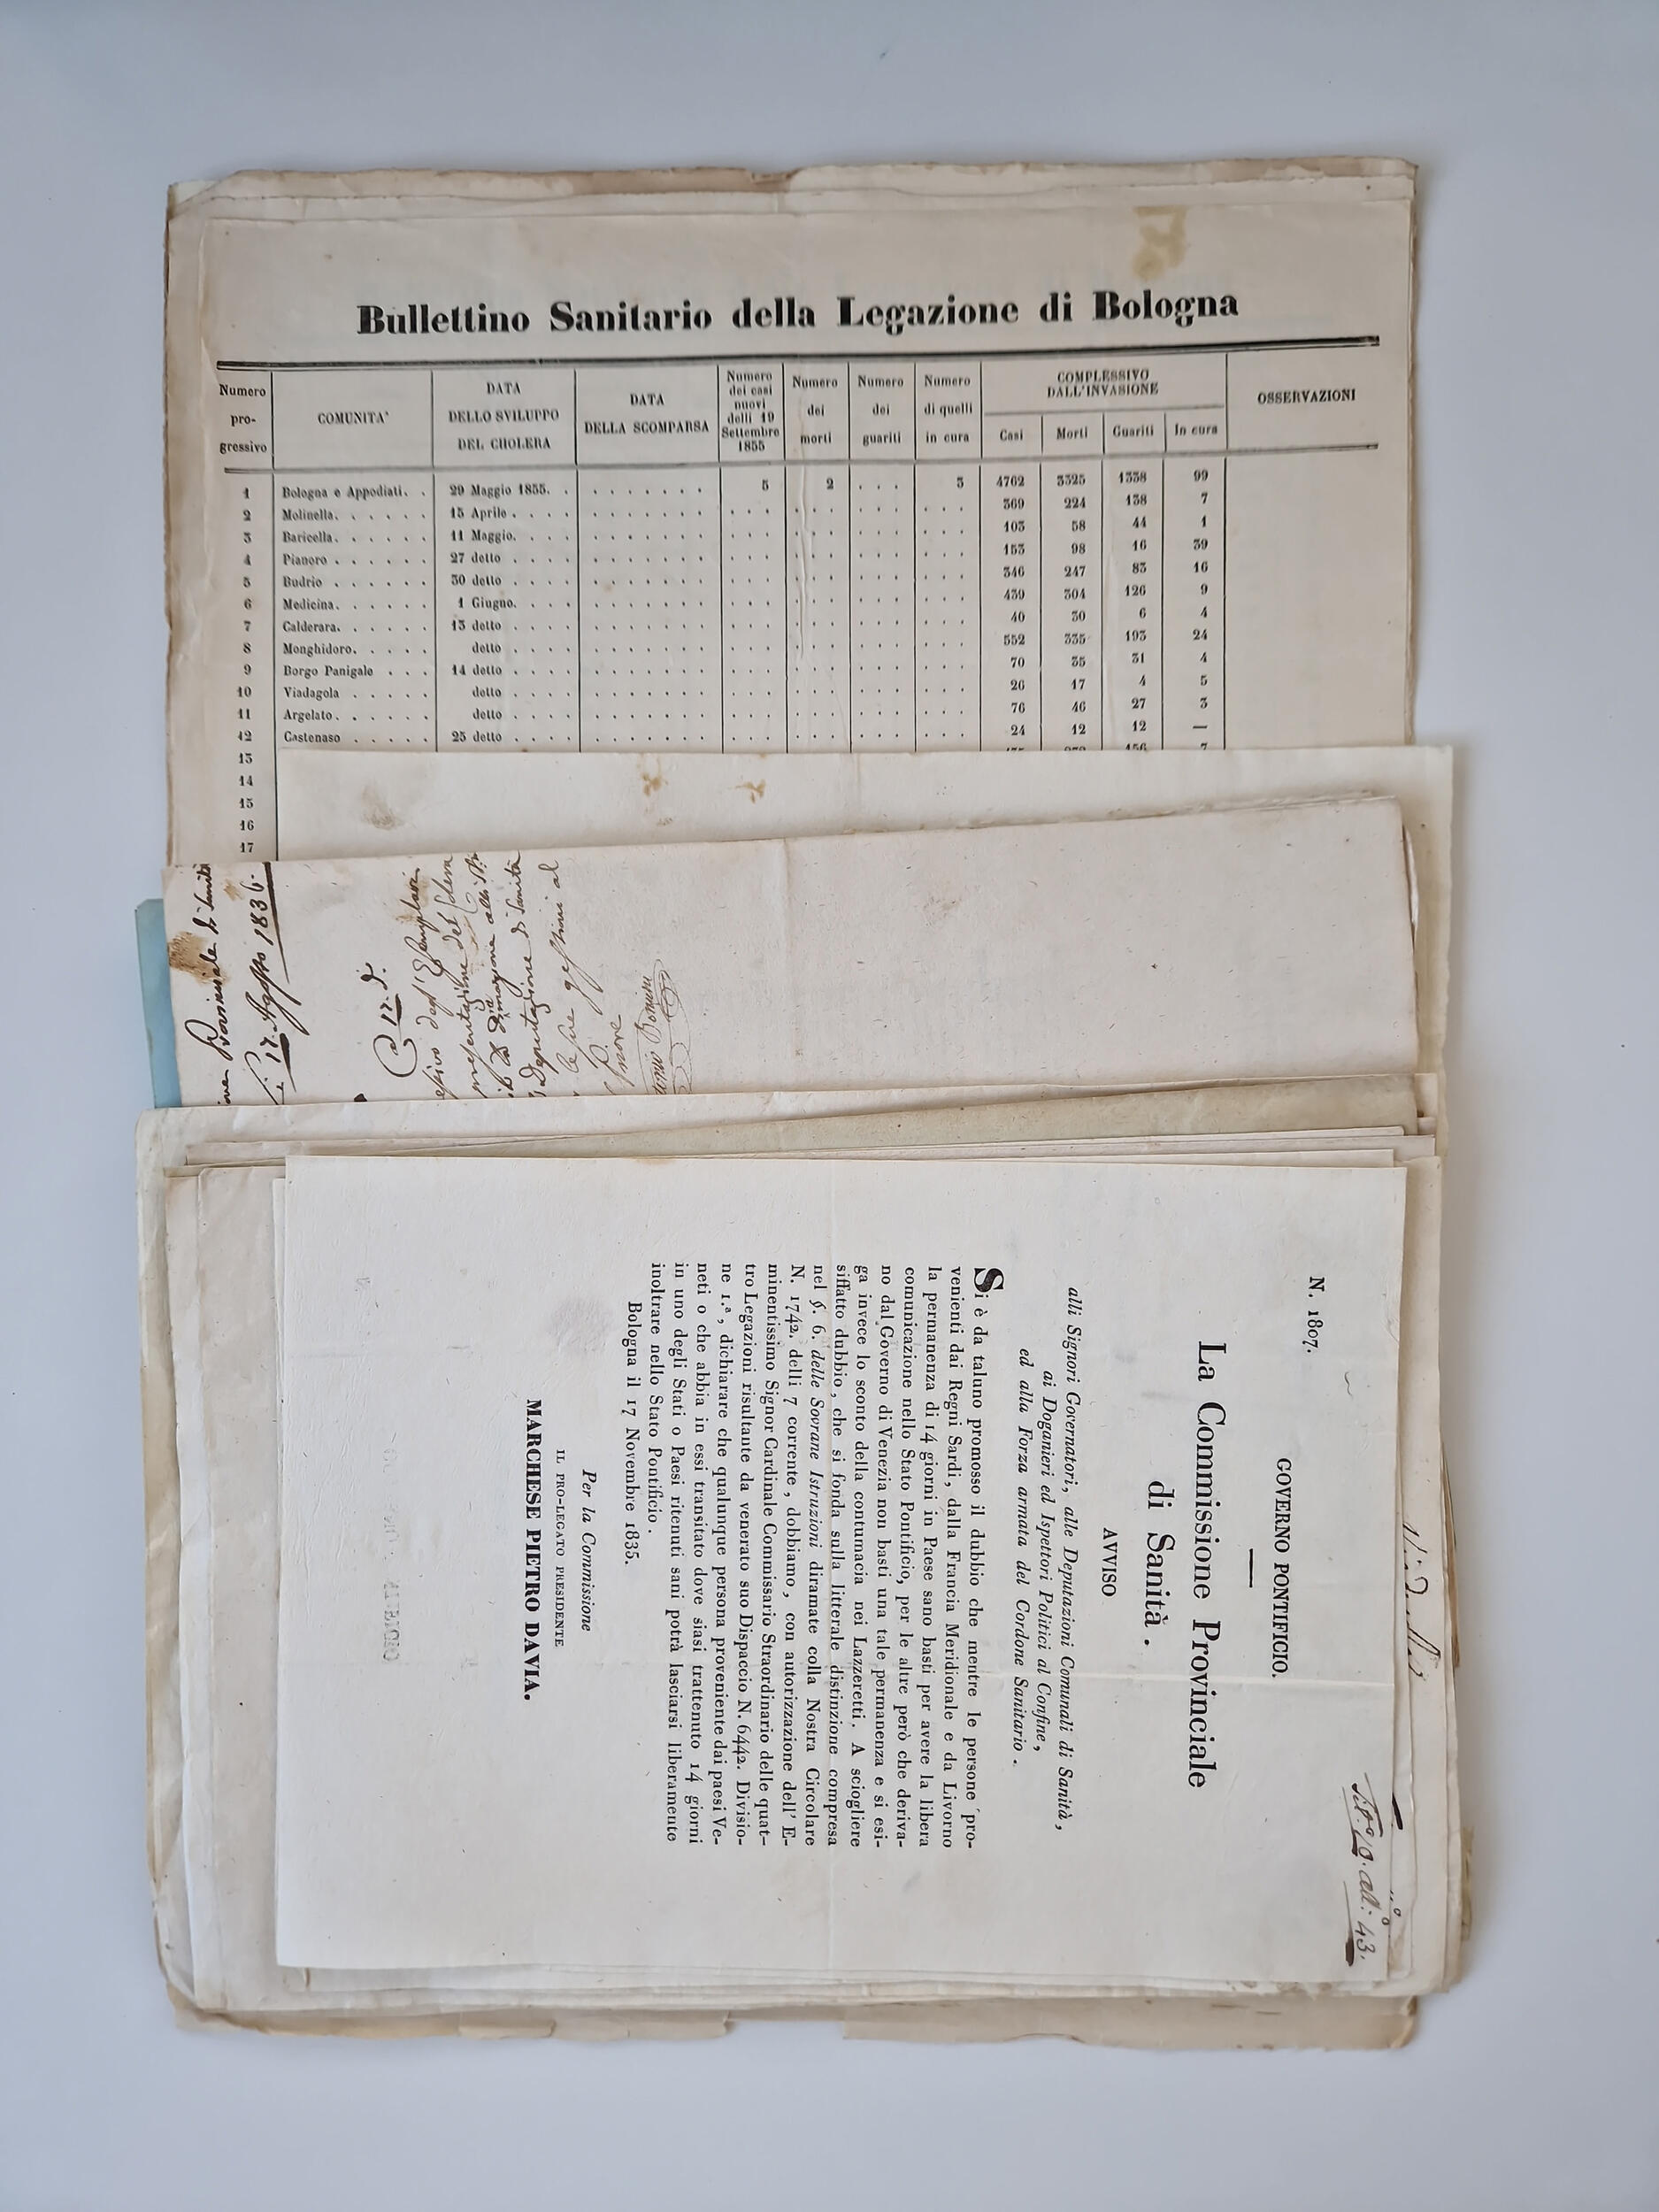 Bullettino Sanitario della Legazione di Bologna
Numero pro- gressivo COMUNITA' DATA DELLO SVILUPPO DEL CHOLERA DATA DELLA SCOMPARSA Numero dei casi nuovi delli 19 Settembre 1855 Numero dei morti Numero dei guariti Numero di quelli in cura COMPLESSIVO DALL'INVASIONE Casi Morti Guariti In cura OSSERVAZIONI
1 Bologna e Appodiati. . 29 Maggio 1855. . . . . . . . . 5 2 . . . 3 4762 3325 1338 99
2 Molinella. . . . . . 15 Aprile . . . . 369 224 138 7
3 Baricella. . . . . . 11 Maggio. . . . 103 58 44 1
4 Pianoro . . . . . . 27 detto . . . . 153 98 16 39
5 Budrio . . . . . . 30 detto . . . . 346 247 83 16
6 Medicina. . . . . . 1 Giugno. . . . 439 304 126 9
7 Calderara. . . . . . 13 detto . . . . 40 30 6 4
8 Monghidoro. . . . . detto . . . . 552 335 193 24
9 Borgo Panigale . . . 14 detto . . . . 70 35 31 4
10 Viadagola . . . . . detto . . . . 26 17 4 5
11 Argelato . . . . . . detto . . . . 76 46 27 3
12 Castenaso . . . . . 25 detto . . . . 24 12 12 —
13
14
15
16
17
Provinciale di Sanità
17. Agosto 1836.
degl' Esemplari
Deputazione di Sanità
N. 1807.
GOVERNO PONTIFICIO.
La Commissione Provinciale
di Sanità.
AVVISO
alli Signori Governatori, alle Deputazioni Comunali di Sanità,
ai Doganieri ed Ispettori Politici al Confine,
ed alla Forza armata del Cordone Sanitario.
Si è da taluno promosso il dubbio che mentre le persone pro-
venienti dai Regni Sardi, dalla Francia Meridionale e da Livorno
la permanenza di 14 giorni in Paese sano basti per avere la libera
comunicazione nello Stato Pontificio, per le altre però che deriva-
no dal Governo di Venezia non basti una tale permanenza e si esi-
ga invece lo sconto della contumacia nei Lazzeretti. A sciogliere
siffatto dubbio, che si fonda sulla litterale distinzione compresa
nel §. 6. delle Sovrane Istruzioni diramate colla Nostra Circolare
N. 1742. delli 7 corrente, dobbiamo, con autorizzazione dell' E-
minentissimo Signor Cardinale Commissario Straordinario delle quat-
tro Legazioni risultante da venerato suo Dispaccio N. 6442. Divisio-
ne 1.ª, dichiarare che qualunque persona proveniente dai paesi Ve-
neti o che abbia in essi transitato dove siasi trattenuto 14 giorni
in uno degli Stati o Paesi ritenuti sani potrà lasciarsi liberamente
inoltrare nello Stato Pontificio.
Bologna il 17 Novembre 1835.
Per la Commissione
IL PRO-LEGATO PRESIDENTE
MARCHESE PIETRO DAVIA.